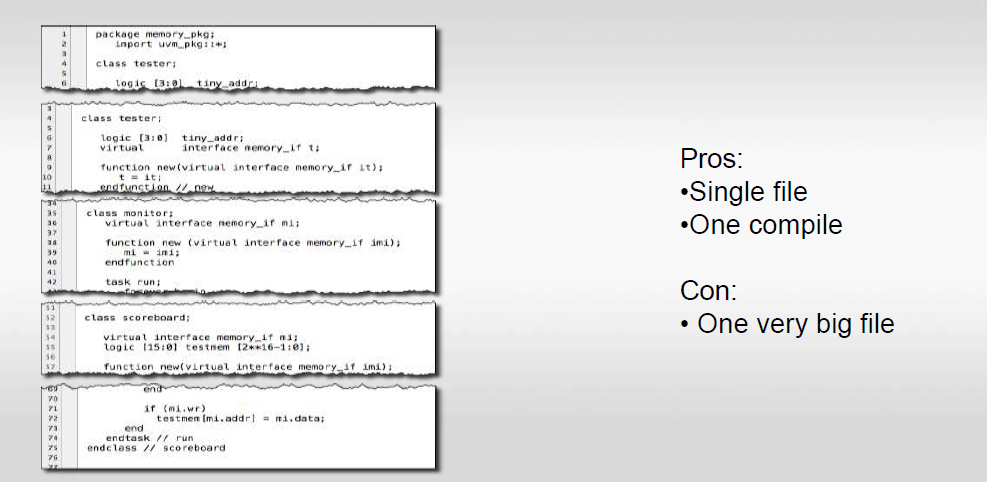 1 package memory_pkg;
2 import uvm_pkg::*;
3
4 class tester;
5
6 logic [3:0] tiny_addr;
3
4 class tester;
5
6 logic [3:0] tiny_addr;
7 virtual interface memory_if t;
8
9 function new(virtual interface memory_if it);
10 t = it;
11 endfunction // new
34
35 class monitor;
36 virtual interface memory_if mi;
37
38 function new (virtual interface memory_if imi);
39 mi = imi;
40 endfunction
41
42 task run;
forever begin
51
52 class scoreboard;
53
54 virtual interface memory_if mi;
55 logic [15:0] testmem [2**16-1:0];
56
57 function new(virtual interface memory_if imi);
69 end
70
71 if (mi.wr)
72 testmem[mi.addr] = mi.data;
73 end
74 endtask // run
75 endclass // scoreboard
76
77
Pros:
•Single file
•One compile
Con:
• One very big file